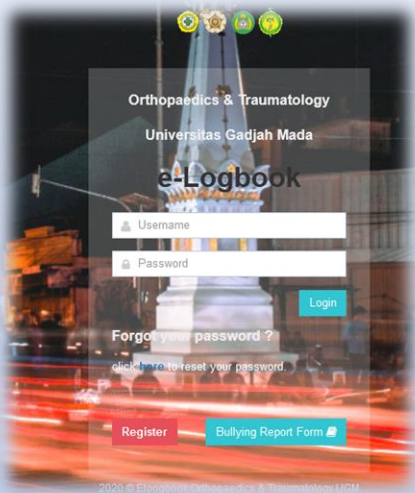 Orthopaedics & Traumatology
Universitas Gadjah Mada
e-Logbook
Username
Password
Login
Forgot your password ?
click here to reset your password.
Register
Bullying Report Form
2020 © Elogbook Orthopaedics & Traumatology UGM